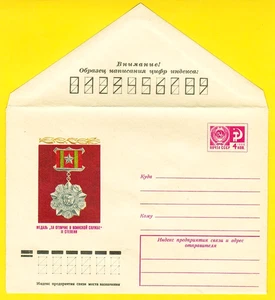 Внимание!
Образец написания цифр индекса:
0123456789
ПОЧТА СССР
4 коп
Куда
Кому
МЕДАЛЬ „ЗА ОТЛИЧИЕ В ВОИНСКОЙ СЛУЖБЕ"
II СТЕПЕНИ
Индекс предприятия связи и адрес
отправителя
Индекс предприятия связи места назначения